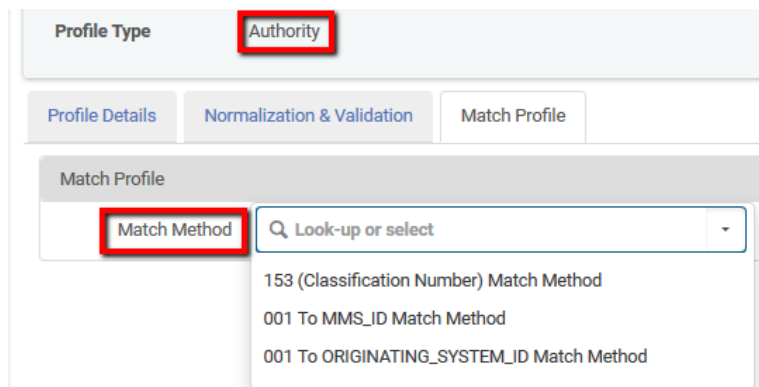 Profile Type Authority
Profile Details Normalization & Validation Match Profile
Match Profile
Match Method Look-up or select
153 (Classification Number) Match Method
001 To MMS_ID Match Method
001 To ORIGINATING_SYSTEM_ID Match Method